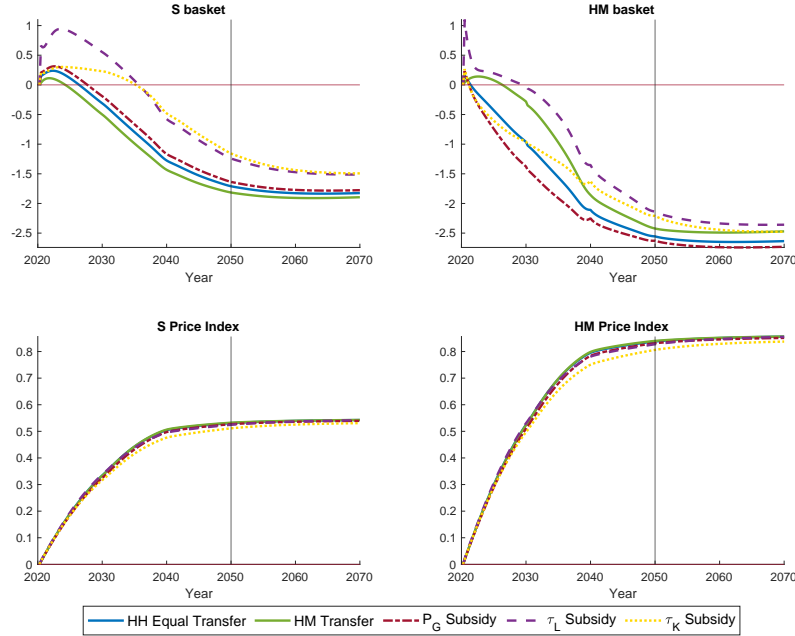 S basket
HM basket
1
0.5
0
-0.5
-1
-1.5
-2
-2.5
2020 2030 2040 2050 2060 2070
Year
1
0.5
0
-0.5
-1
-1.5
-2
-2.5
2020 2030 2040 2050 2060 2070
Year
S Price Index
HM Price Index
0.8
0.7
0.6
0.5
0.4
0.3
0.2
0.1
0
2020 2030 2040 2050 2060 2070
Year
0.8
0.7
0.6
0.5
0.4
0.3
0.2
0.1
0
2020 2030 2040 2050 2060 2070
Year
HH Equal Transfer HM Transfer P_G Subsidy τ_L Subsidy τ_K Subsidy